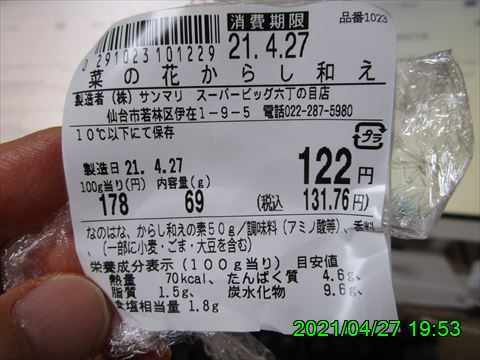 品番1023
0 291023 101229
消費期限
21.4.27
菜の花からし和え
製造者 (株) サンマリ スーパービッグ六丁の目店
仙台市若林区伊在1-9-5 電話022-287-5980
10℃以下にて保存
プラ
製造日 21. 4.27
122円
100g当り(円) 内容量(g)
178 69
(税込 131.76円)
なのはな、からし和えの素50g/調味料(アミノ酸等)、香料、
(一部に小麦・ごま・大豆を含む)
栄養成分表示(100g当り) 目安値
熱量 70kcal、たんぱく質 4.6g、
脂質 1.5g、炭水化物 9.6g、
食塩相当量 1.8g
2021/04/27 19:53